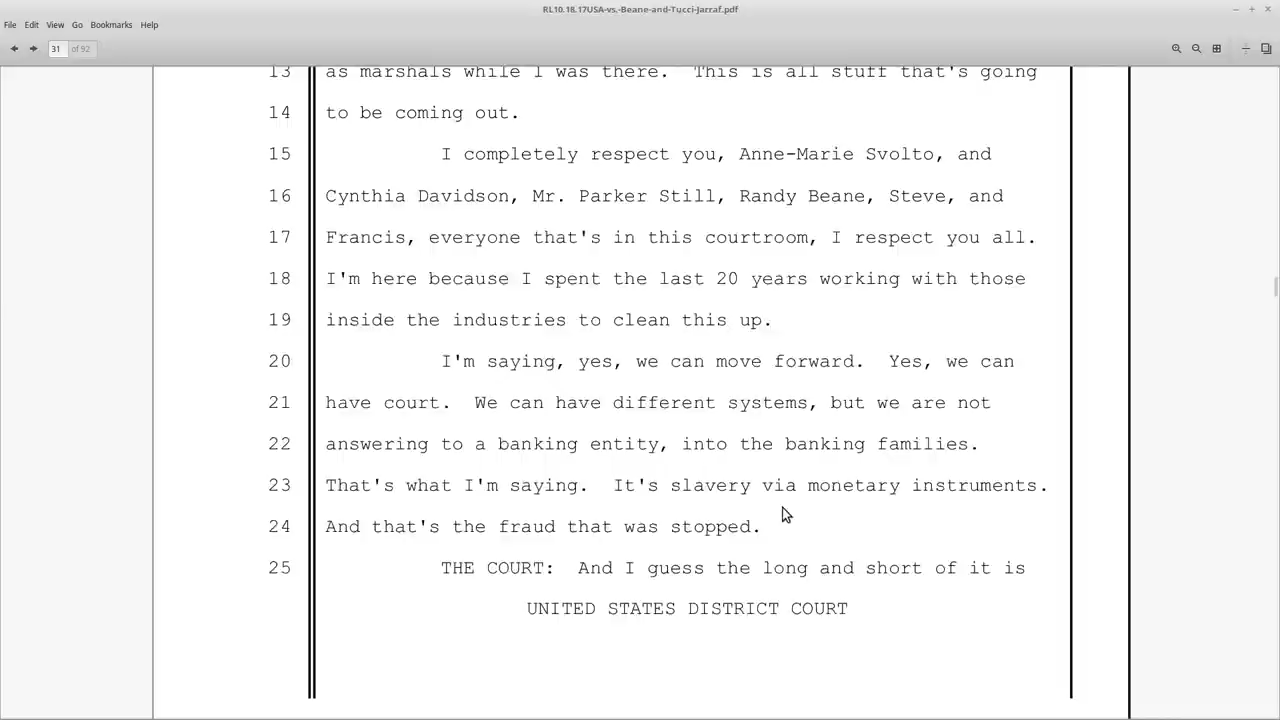 RL10.18.17USA-vs.-Beane-and-Tucci-Jarraf.pdf
File Edit View Go Bookmarks Help
31 of 92
13 as marshals while I was there. This is all stuff that's going
14 to be coming out.
15 I completely respect you, Anne-Marie Svolto, and
16 Cynthia Davidson, Mr. Parker Still, Randy Beane, Steve, and
17 Francis, everyone that's in this courtroom, I respect you all.
18 I'm here because I spent the last 20 years working with those
19 inside the industries to clean this up.
20 I'm saying, yes, we can move forward. Yes, we can
21 have court. We can have different systems, but we are not
22 answering to a banking entity, into the banking families.
23 That's what I'm saying. It's slavery via monetary instruments.
24 And that's the fraud that was stopped.
25 THE COURT: And I guess the long and short of it is
UNITED STATES DISTRICT COURT